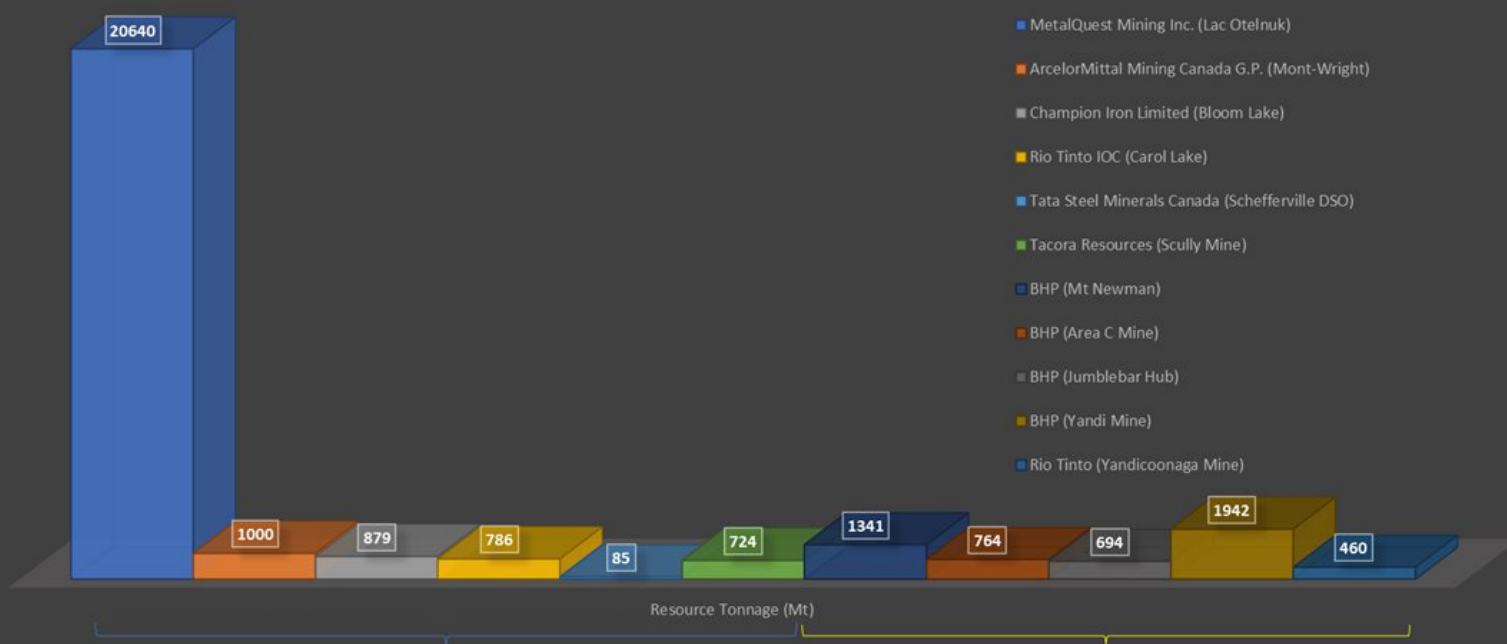 20640
MetalQuest Mining Inc. (Lac Otelnuk)
ArcelorMittal Mining Canada G.P. (Mont-Wright)
Champion Iron Limited (Bloom Lake)
Rio Tinto IOC (Carol Lake)
Tata Steel Minerals Canada (Schefferville DSO)
Tacora Resources (Scully Mine)
BHP (Mt Newman)
BHP (Area C Mine)
BHP (Jumblebar Hub)
BHP (Yandi Mine)
Rio Tinto (Yandicoonaga Mine)
1000
879
786
85
724
1341
764
694
1942
460
Resource Tonnage (Mt)